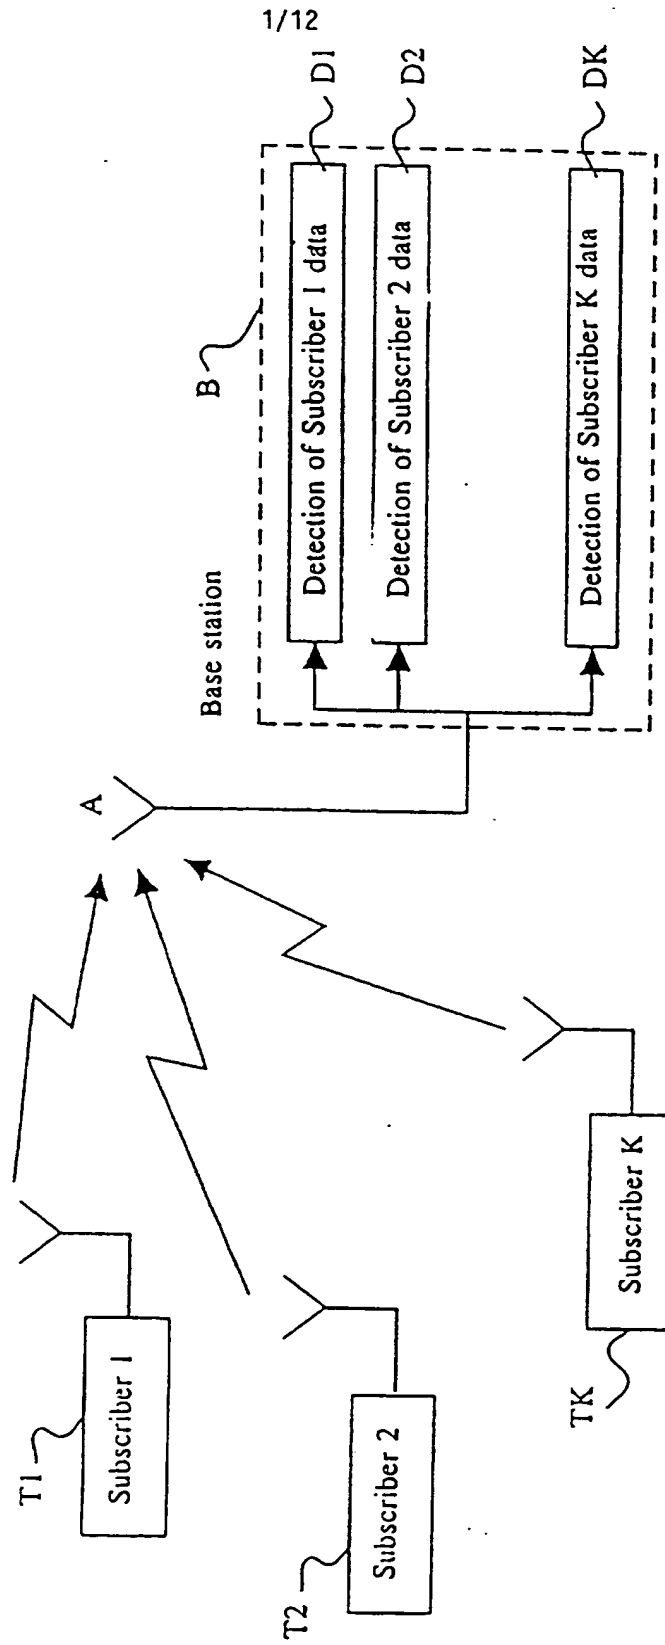 1/12
T1
Subscriber 1
T2
Subscriber 2
TK
Subscriber K
A
Base station
B
Detection of Subscriber 1 data
D1
Detection of Subscriber 2 data
D2
Detection of Subscriber K data
DK